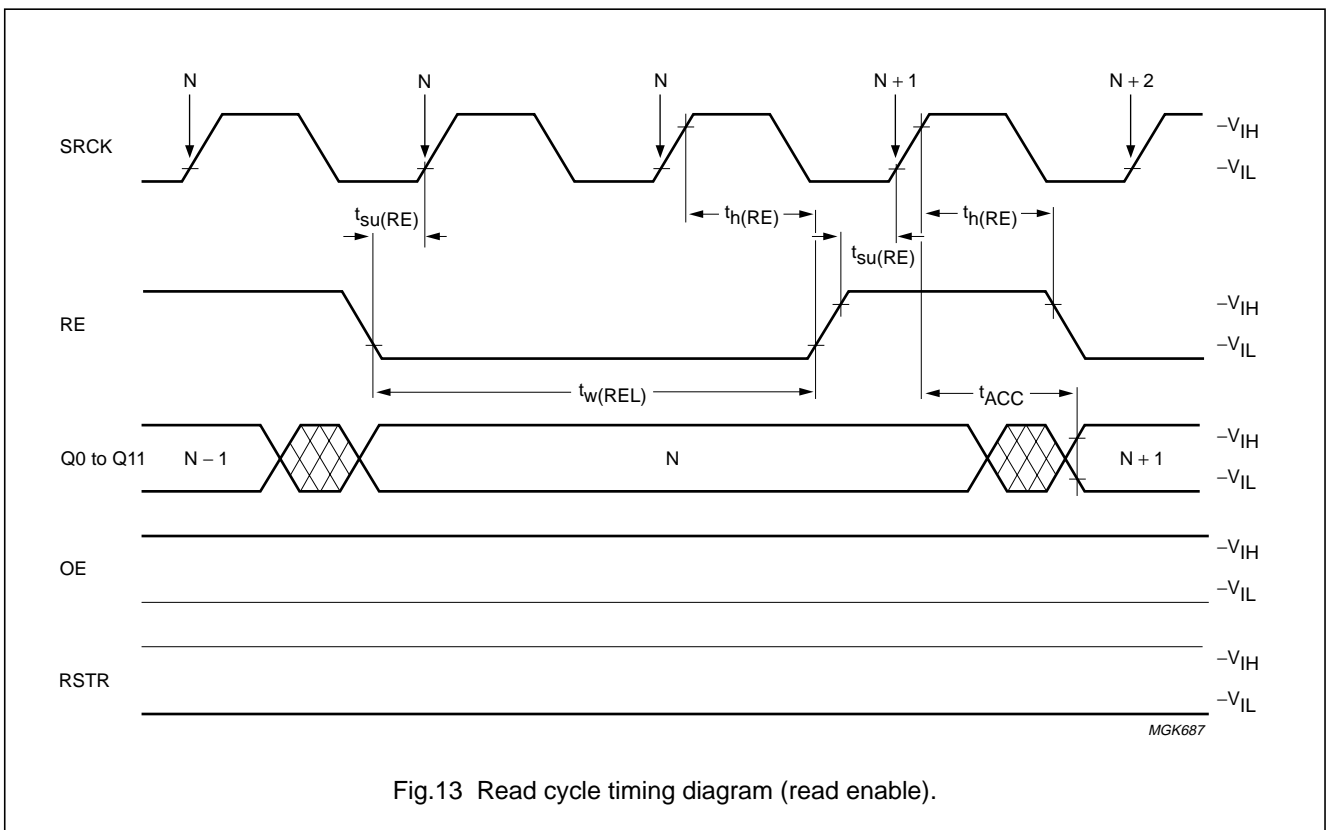 N N N N + 1 N + 2
SRCK
–VIH
–VIL
tsu(RE)
th(RE)
th(RE)
tsu(RE)
RE
–VIH
–VIL
tw(REL)
tACC
Q0 to Q11
N – 1
N
N + 1
–VIH
–VIL
OE
–VIH
–VIL
RSTR
–VIH
–VIL
MGK687
Fig.13 Read cycle timing diagram (read enable).